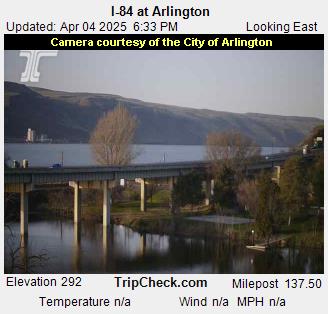 I-84 at Arlington
Updated: Apr 04 2025 6:33 PM Looking East
Camera courtesy of the City of Arlington
Elevation 292 TripCheck.com Milepost 137.50
Temperature n/a Wind n/a MPH n/a